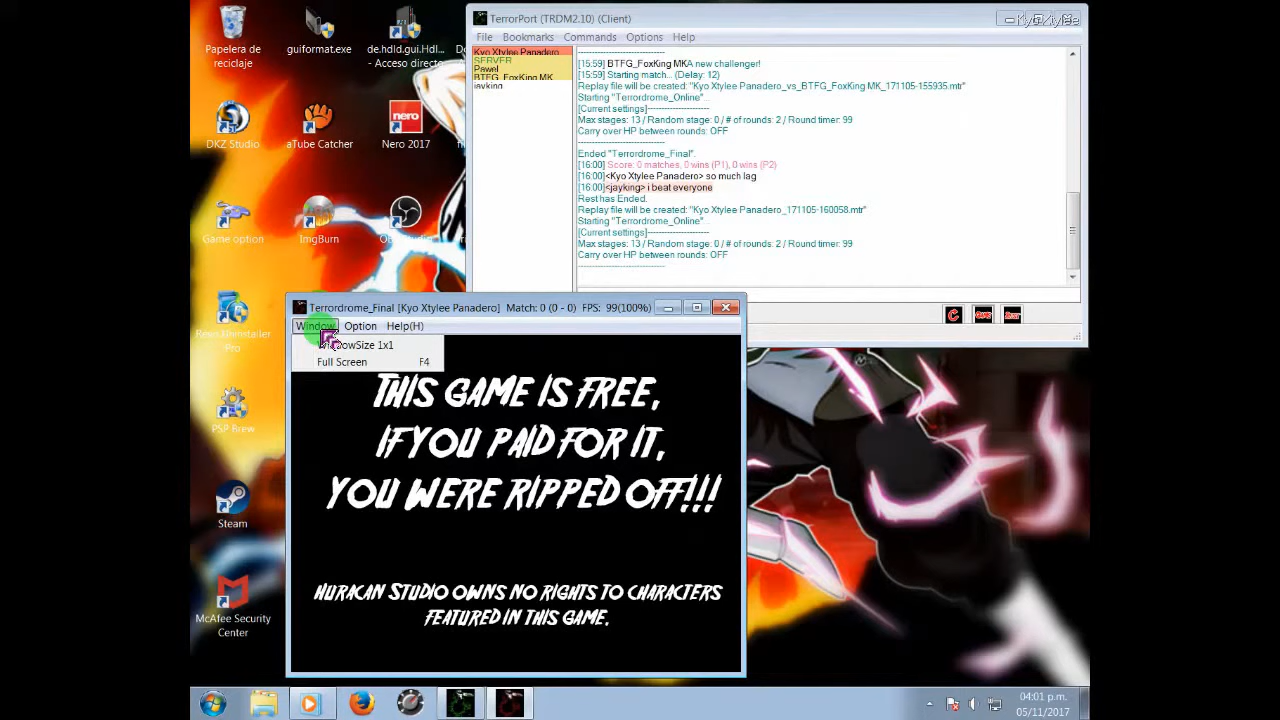 Papelera de
reciclaje
guiformat.exe
de.hdld.gui.Hdl...
- Acceso directo
DKZ Studio
aTube Catcher
Nero 2017
Game option
ImgBurn
Revo Uninstaller
Pro
PSP Brew
Steam
McAfee Security
Center
TerrorPort (TRDM2.10) (Client)
Kyo Xtylee
File Bookmarks Commands Options Help
Kyo Xtylee Panadero
SERVER
Pawel
BTFG_FoxKing MK
jayking
[15:59] BTFG_FoxKing MKA new challenger!
[15:59] Starting match... (Delay: 12)
Replay file will be created: "Kyo Xtylee Panadero_vs_BTFG_FoxKing MK_171105-155935.mtr"
Starting "Terrordrome_Online"..
[Current settings]----------------------
Max stages: 13 / Random stage: 0 / # of rounds: 2 / Round timer: 99
Carry over HP between rounds: OFF
Ended "Terrordrome_Final".
[16:00] Score: 0 matches, 0 wins (P1), 0 wins (P2)
[16:00]<Kyo Xtylee Panadero> so much lag
[16:00]<jayking> i beat everyone
Rest has Ended.
Replay file will be created: "Kyo Xtylee Panadero_171105-160058.mtr"
Starting "Terrordrome_Online"..
[Current settings]----------------------
Max stages: 13 / Random stage: 0 / # of rounds: 2 / Round timer: 99
Carry over HP between rounds: OFF
Terrordrome_Final [Kyo Xtylee Panadero] Match: 0 (0 - 0) FPS: 99(100%)
Window Option Help(H)
WindowSize 1x1
Full Screen F4
THIS GAME IS FREE,
IF YOU PAID FOR IT,
YOU WERE RIPPED OFF!!!
HURACAN STUDIO OWNS NO RIGHTS TO CHARACTERS
FEATURED IN THIS GAME.
04:01 p.m.
05/11/2017